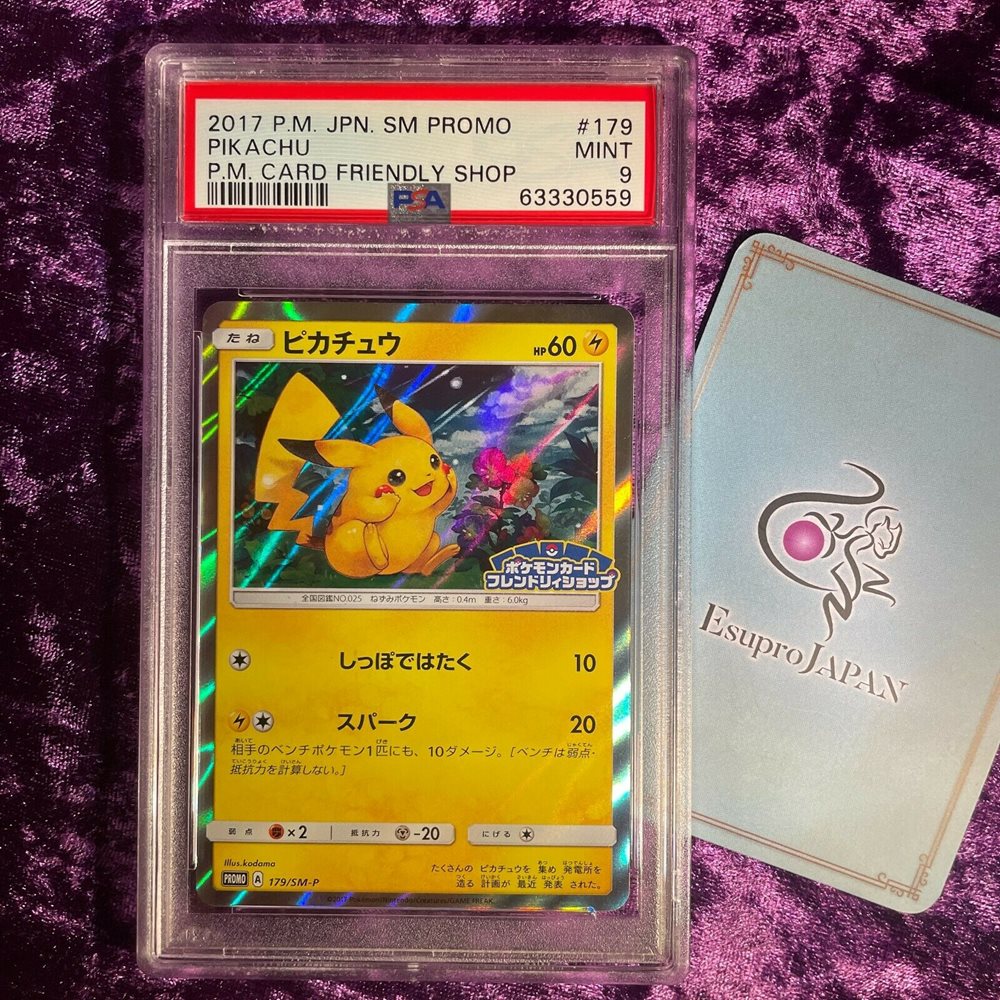 2017 P.M. JPN. SM PROMO #179
PIKACHU MINT
P.M. CARD FRIENDLY SHOP 9
PSA 63330559
たね ピカチュウ HP60
ポケモンカード
フレンドリィショップ
全国図鑑NO.025 ねずみポケモン 高さ:0.4m 重さ:6.0kg
しっぽではたく 10
スパーク 20
相手のベンチポケモン1匹にも、10ダメージ。[ベンチは弱点・
抵抗力を計算しない。]
弱点 ×2 抵抗力 -20 にげる
Illus.kodama
PROMO A 179/SM-P
たくさんの ピカチュウを 集め 発電所を
造る 計画が 最近 発表 された。
©2017 Pokémon/Nintendo/Creatures/GAME FREAK.
Esupro JAPAN